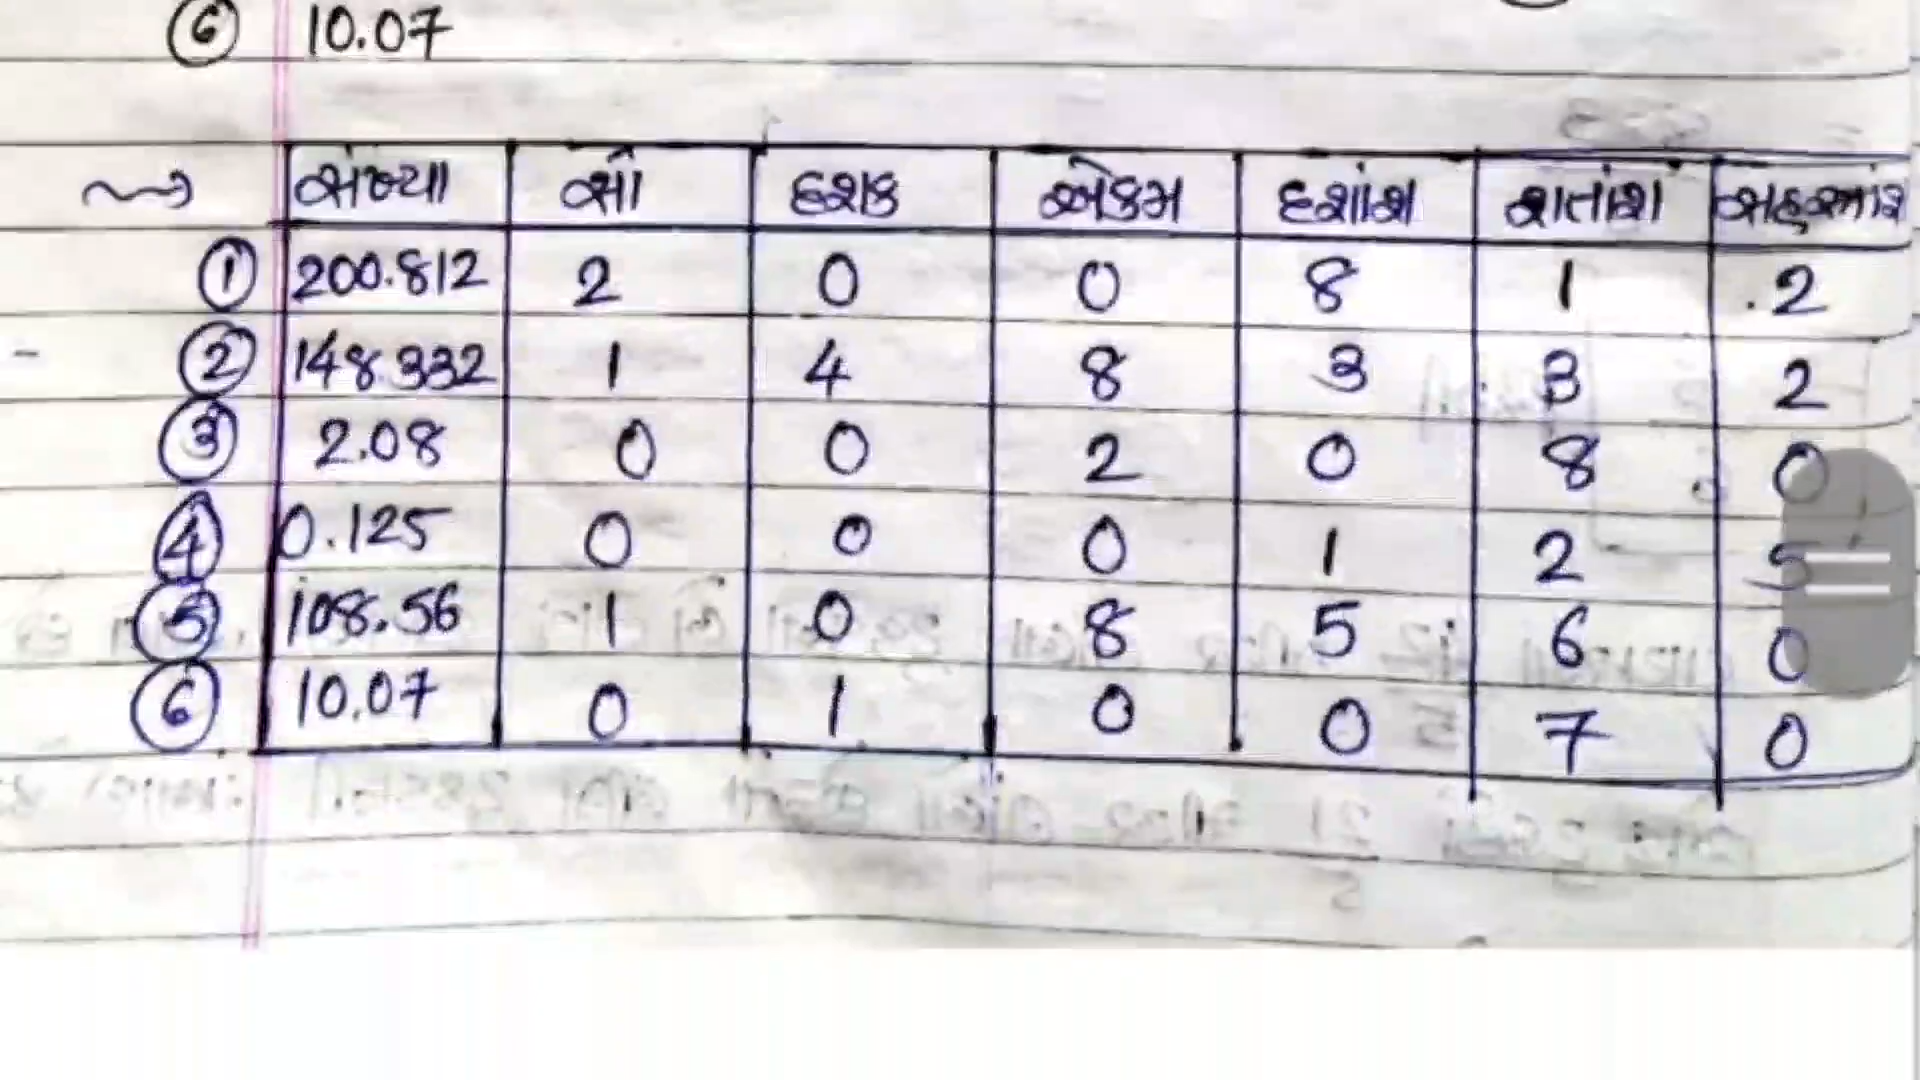 6 10.07
સંખ્યા સો દશક એકમ દશાંશ શતાંશ સહસ્ત્રાંશ
1 200.812 2 0 0 8 1 .2
2 148.332 1 4 8 3 3 2
3 2.08 0 0 2 0 8 0
4 0.125 0 0 0 1 2 5
5 108.56 1 0 8 5 6 0
6 10.07 0 1 0 0 7 0